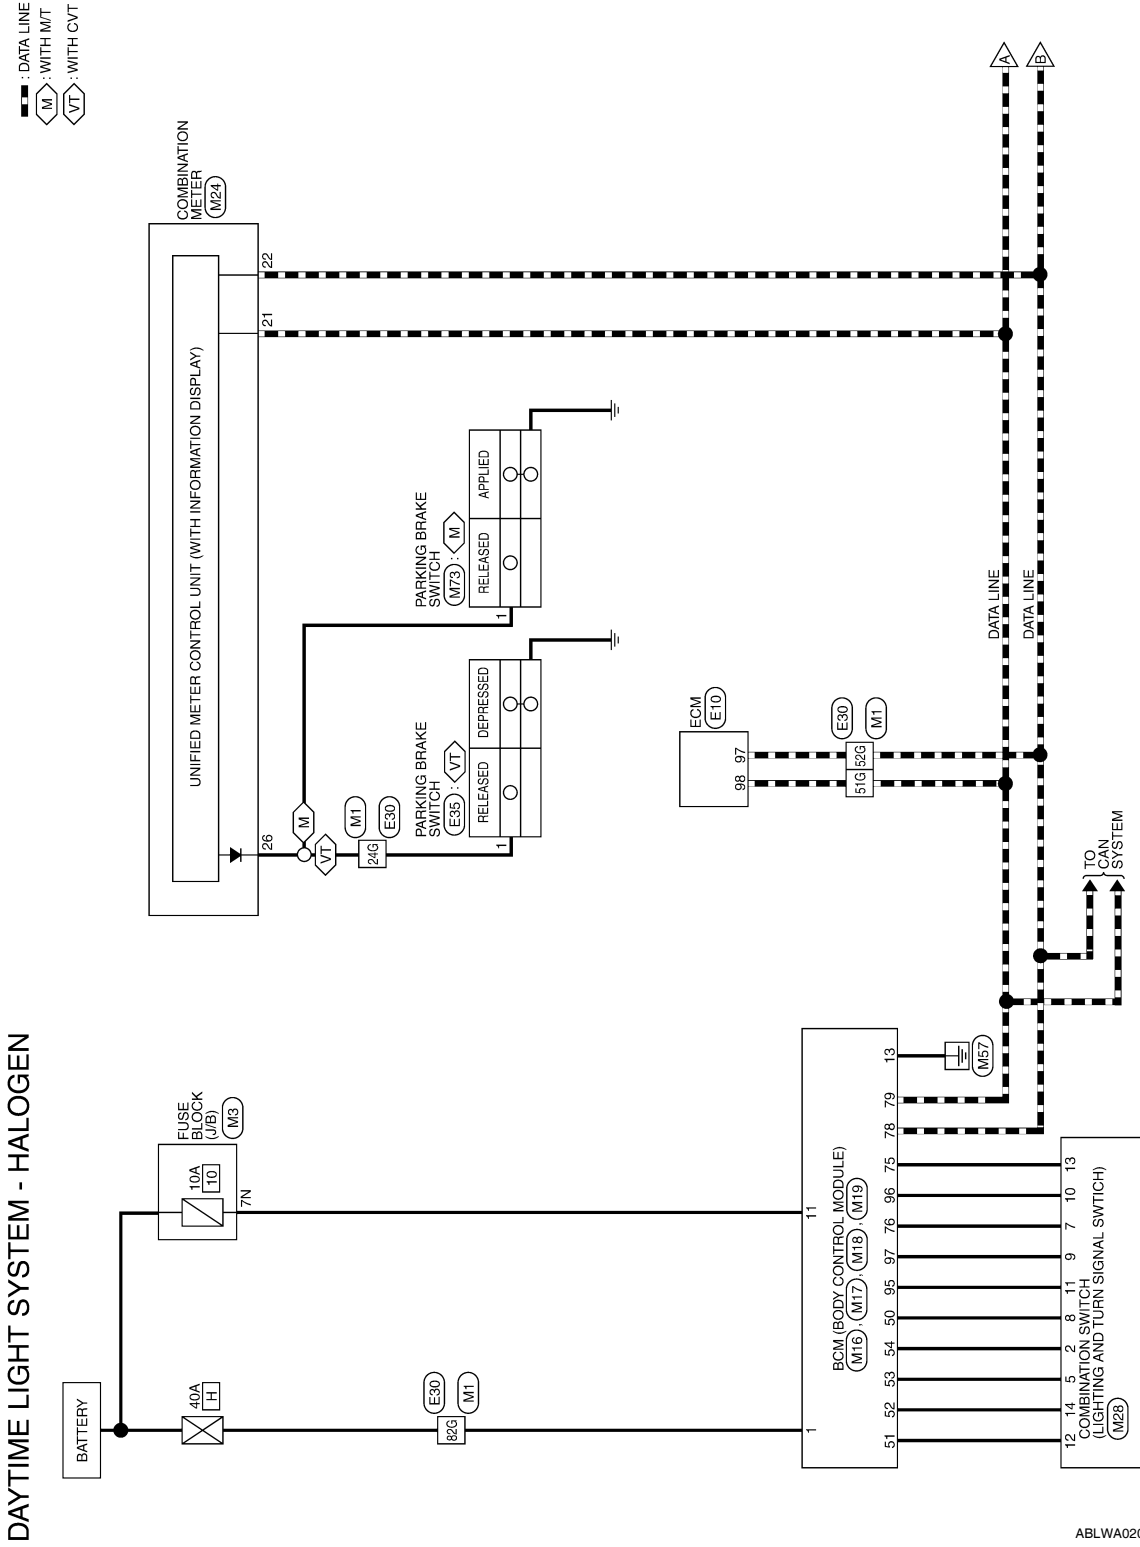 DAYTIME LIGHT SYSTEM - HALOGEN
: DATA LINE
M : WITH M/T
VT : WITH CVT
BATTERY
40A
H
E30
82G
M1
FUSE
BLOCK
(J/B)
M3
10A
10
7N
COMBINATION
METER
M24
UNIFIED METER CONTROL UNIT (WITH INFORMATION DISPLAY)
26
21
22
M
VT
M1
24G
E30
PARKING BRAKE
SWITCH
E35 : VT
RELEASED
DEPRESSED
1
PARKING BRAKE
SWITCH
M73 : M
RELEASED
APPLIED
1
ECM
E10
98
97
E30
51G
52G
M1
DATA LINE
DATA LINE
A
B
TO
CAN
SYSTEM
1
11
BCM (BODY CONTROL MODULE)
M16 , M17 , M18 , M19
51
52
53
54
50
95
97
76
96
75
78
79
13
M57
12
14
5
2
8
11
9
7
10
13
COMBINATION SWITCH
(LIGHTING AND TURN SIGNAL SWTICH)
M28
ABLWA020